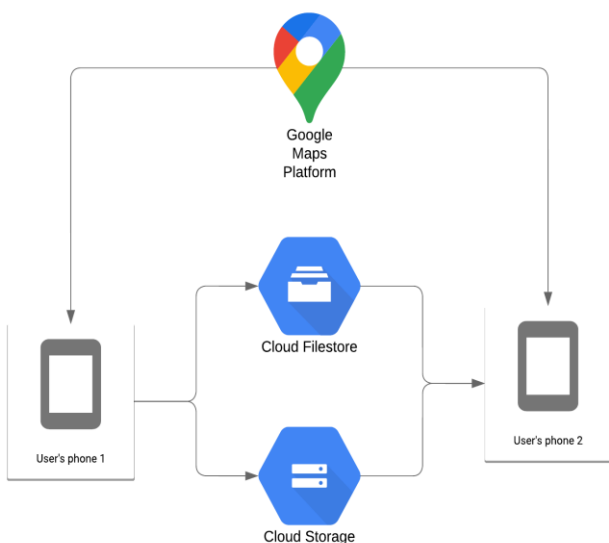 Google
Maps
Platform
Cloud Filestore
User's phone 1
User's phone 2
Cloud Storage